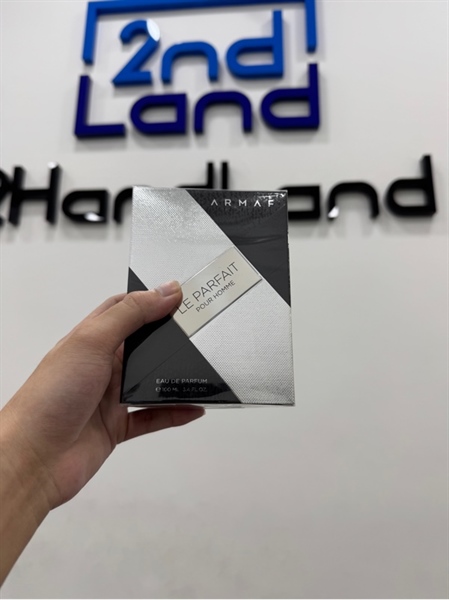 2nd
Land
2HandLand
ARMAF
LE PARFAIT
POUR HOMME
EAU DE PARFUM
℮ 100 ML 3.4 FL.OZ